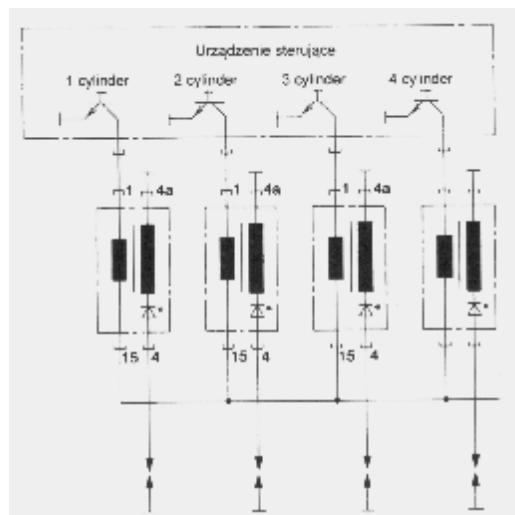 Urządzenie sterujące
1 cylinder 2 cylinder 3 cylinder 4 cylinder
1 4a 1 4a 1 4a
* * * *
15 4 15 4 15 4